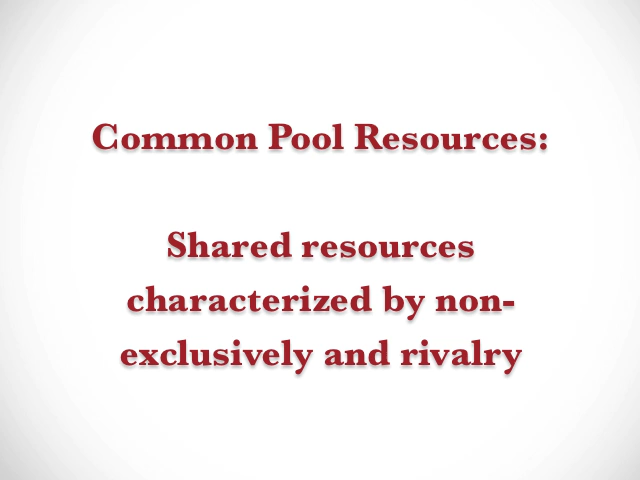 Common Pool Resources:
Shared resources
characterized by non-
exclusively and rivalry